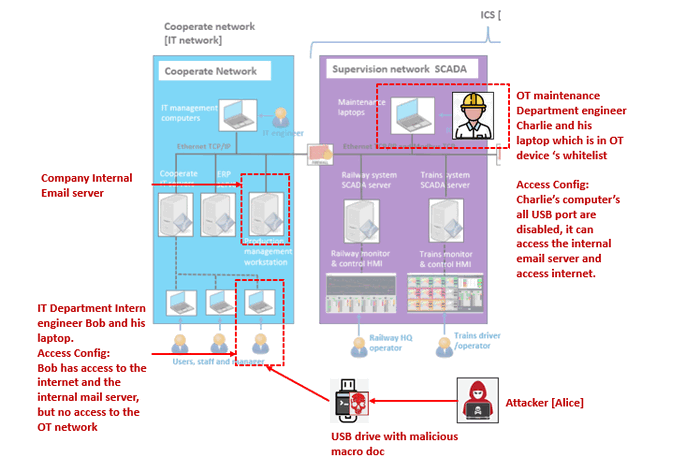 Cooperate network
[IT network]
ICS [
Cooperate Network
Supervision network SCADA
IT management
computers
IT engineer
Maintenance
laptops
OT maintenance
Department engineer
Charlie and his
laptop which is in OT
device 's whitelist
Access Config:
Charlie's computer's
all USB port are
disabled, it can
access the internal
email server and
access internet.
Ethernet TCP/IP
Ethernet
Company Internal
Email server
Cooperate
ERP
management
workstation
Railway system
SCADA server
Trains system
SCADA server
Railway monitor
& control HMI
Trains monitor
& control HMI
IT Department Intern
engineer Bob and his
laptop.
Access Config:
Bob has access to the
internet and the
internal mail server,
but no access to the
OT network
Users, staff and manager
Railway HQ
operator
Trains driver
/operator
USB drive with malicious
macro doc
Attacker [Alice]